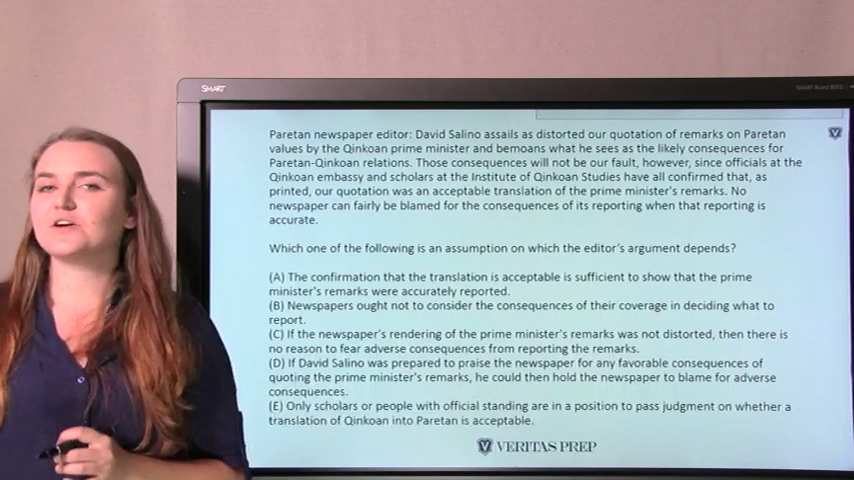 SMART
Paretan newspaper editor: David Salino assails as distorted our quotation of remarks on Paretan
values by the Qinkoan prime minister and bemoans what he sees as the likely consequences for
Paretan-Qinkoan relations. Those consequences will not be our fault, however, since officials at the
Qinkoan embassy and scholars at the Institute of Qinkoan Studies have all confirmed that, as
printed, our quotation was an acceptable translation of the prime minister's remarks. No
newspaper can fairly be blamed for the consequences of its reporting when that reporting is
accurate.
Which one of the following is an assumption on which the editor's argument depends?
(A) The confirmation that the translation is acceptable is sufficient to show that the prime
minister's remarks were accurately reported.
(B) Newspapers ought not to consider the consequences of their coverage in deciding what to
report.
(C) If the newspaper's rendering of the prime minister's remarks was not distorted, then there is
no reason to fear adverse consequences from reporting the remarks.
(D) If David Salino was prepared to praise the newspaper for any favorable consequences of
quoting the prime minister's remarks, he could then hold the newspaper to blame for adverse
consequences.
(E) Only scholars or people with official standing are in a position to pass judgment on whether a
translation of Qinkoan into Paretan is acceptable.
V VERITAS PREP